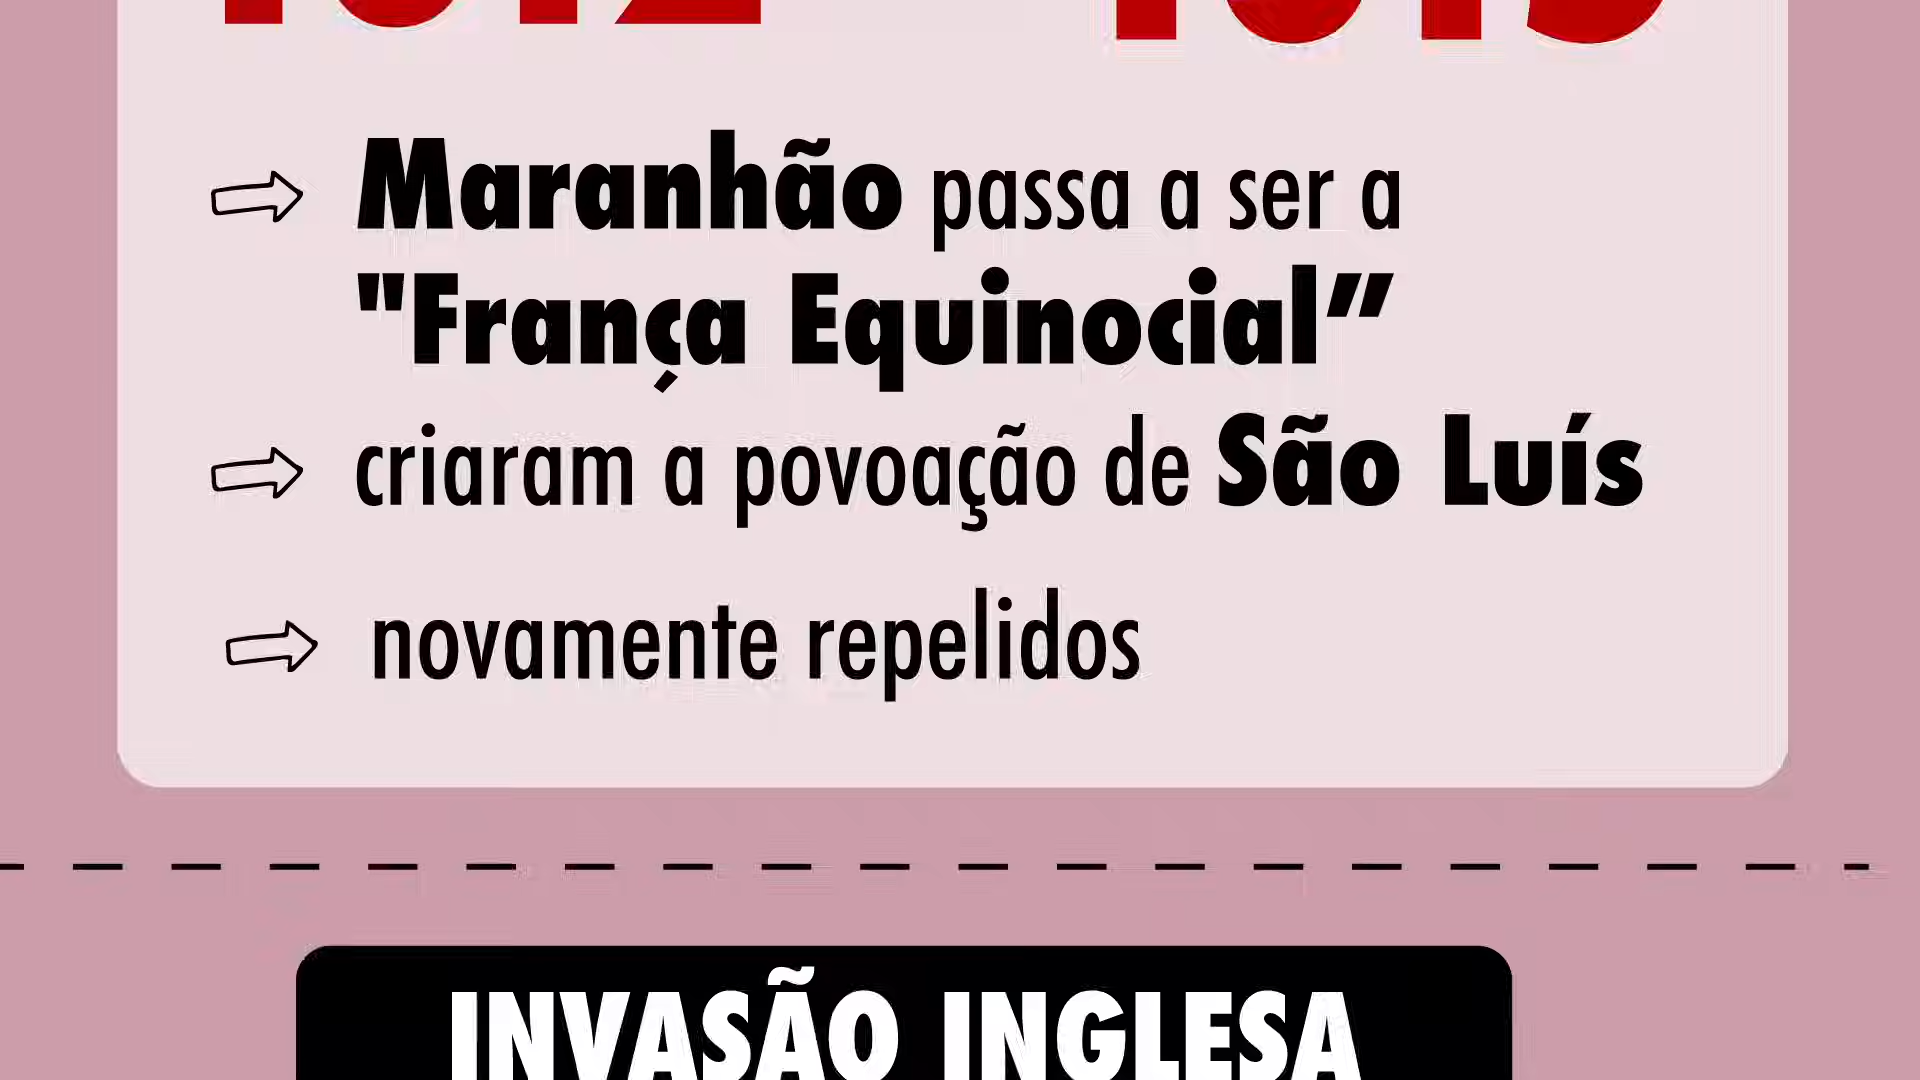 Maranhão passa a ser a
"França Equinocial”
criaram a povoação de São Luís
novamente repelidos
INVASÃO INGLESA